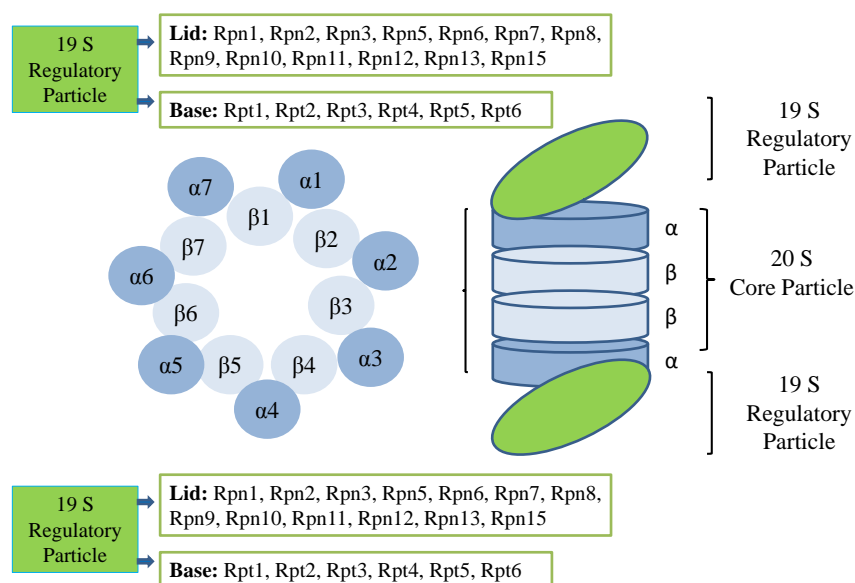 19 S
Regulatory
Particle
Lid: Rpn1, Rpn2, Rpn3, Rpn5, Rpn6, Rpn7, Rpn8,
Rpn9, Rpn10, Rpn11, Rpn12, Rpn13, Rpn15
Base: Rpt1, Rpt2, Rpt3, Rpt4, Rpt5, Rpt6
α7
α1
β1
β7
β2
α6
α2
β6
β3
α5
β5
β4
α3
α4
19 S
Regulatory
Particle
α
β
β
α
20 S
Core Particle
19 S
Regulatory
Particle
19 S
Regulatory
Particle
Lid: Rpn1, Rpn2, Rpn3, Rpn5, Rpn6, Rpn7, Rpn8,
Rpn9, Rpn10, Rpn11, Rpn12, Rpn13, Rpn15
Base: Rpt1, Rpt2, Rpt3, Rpt4, Rpt5, Rpt6